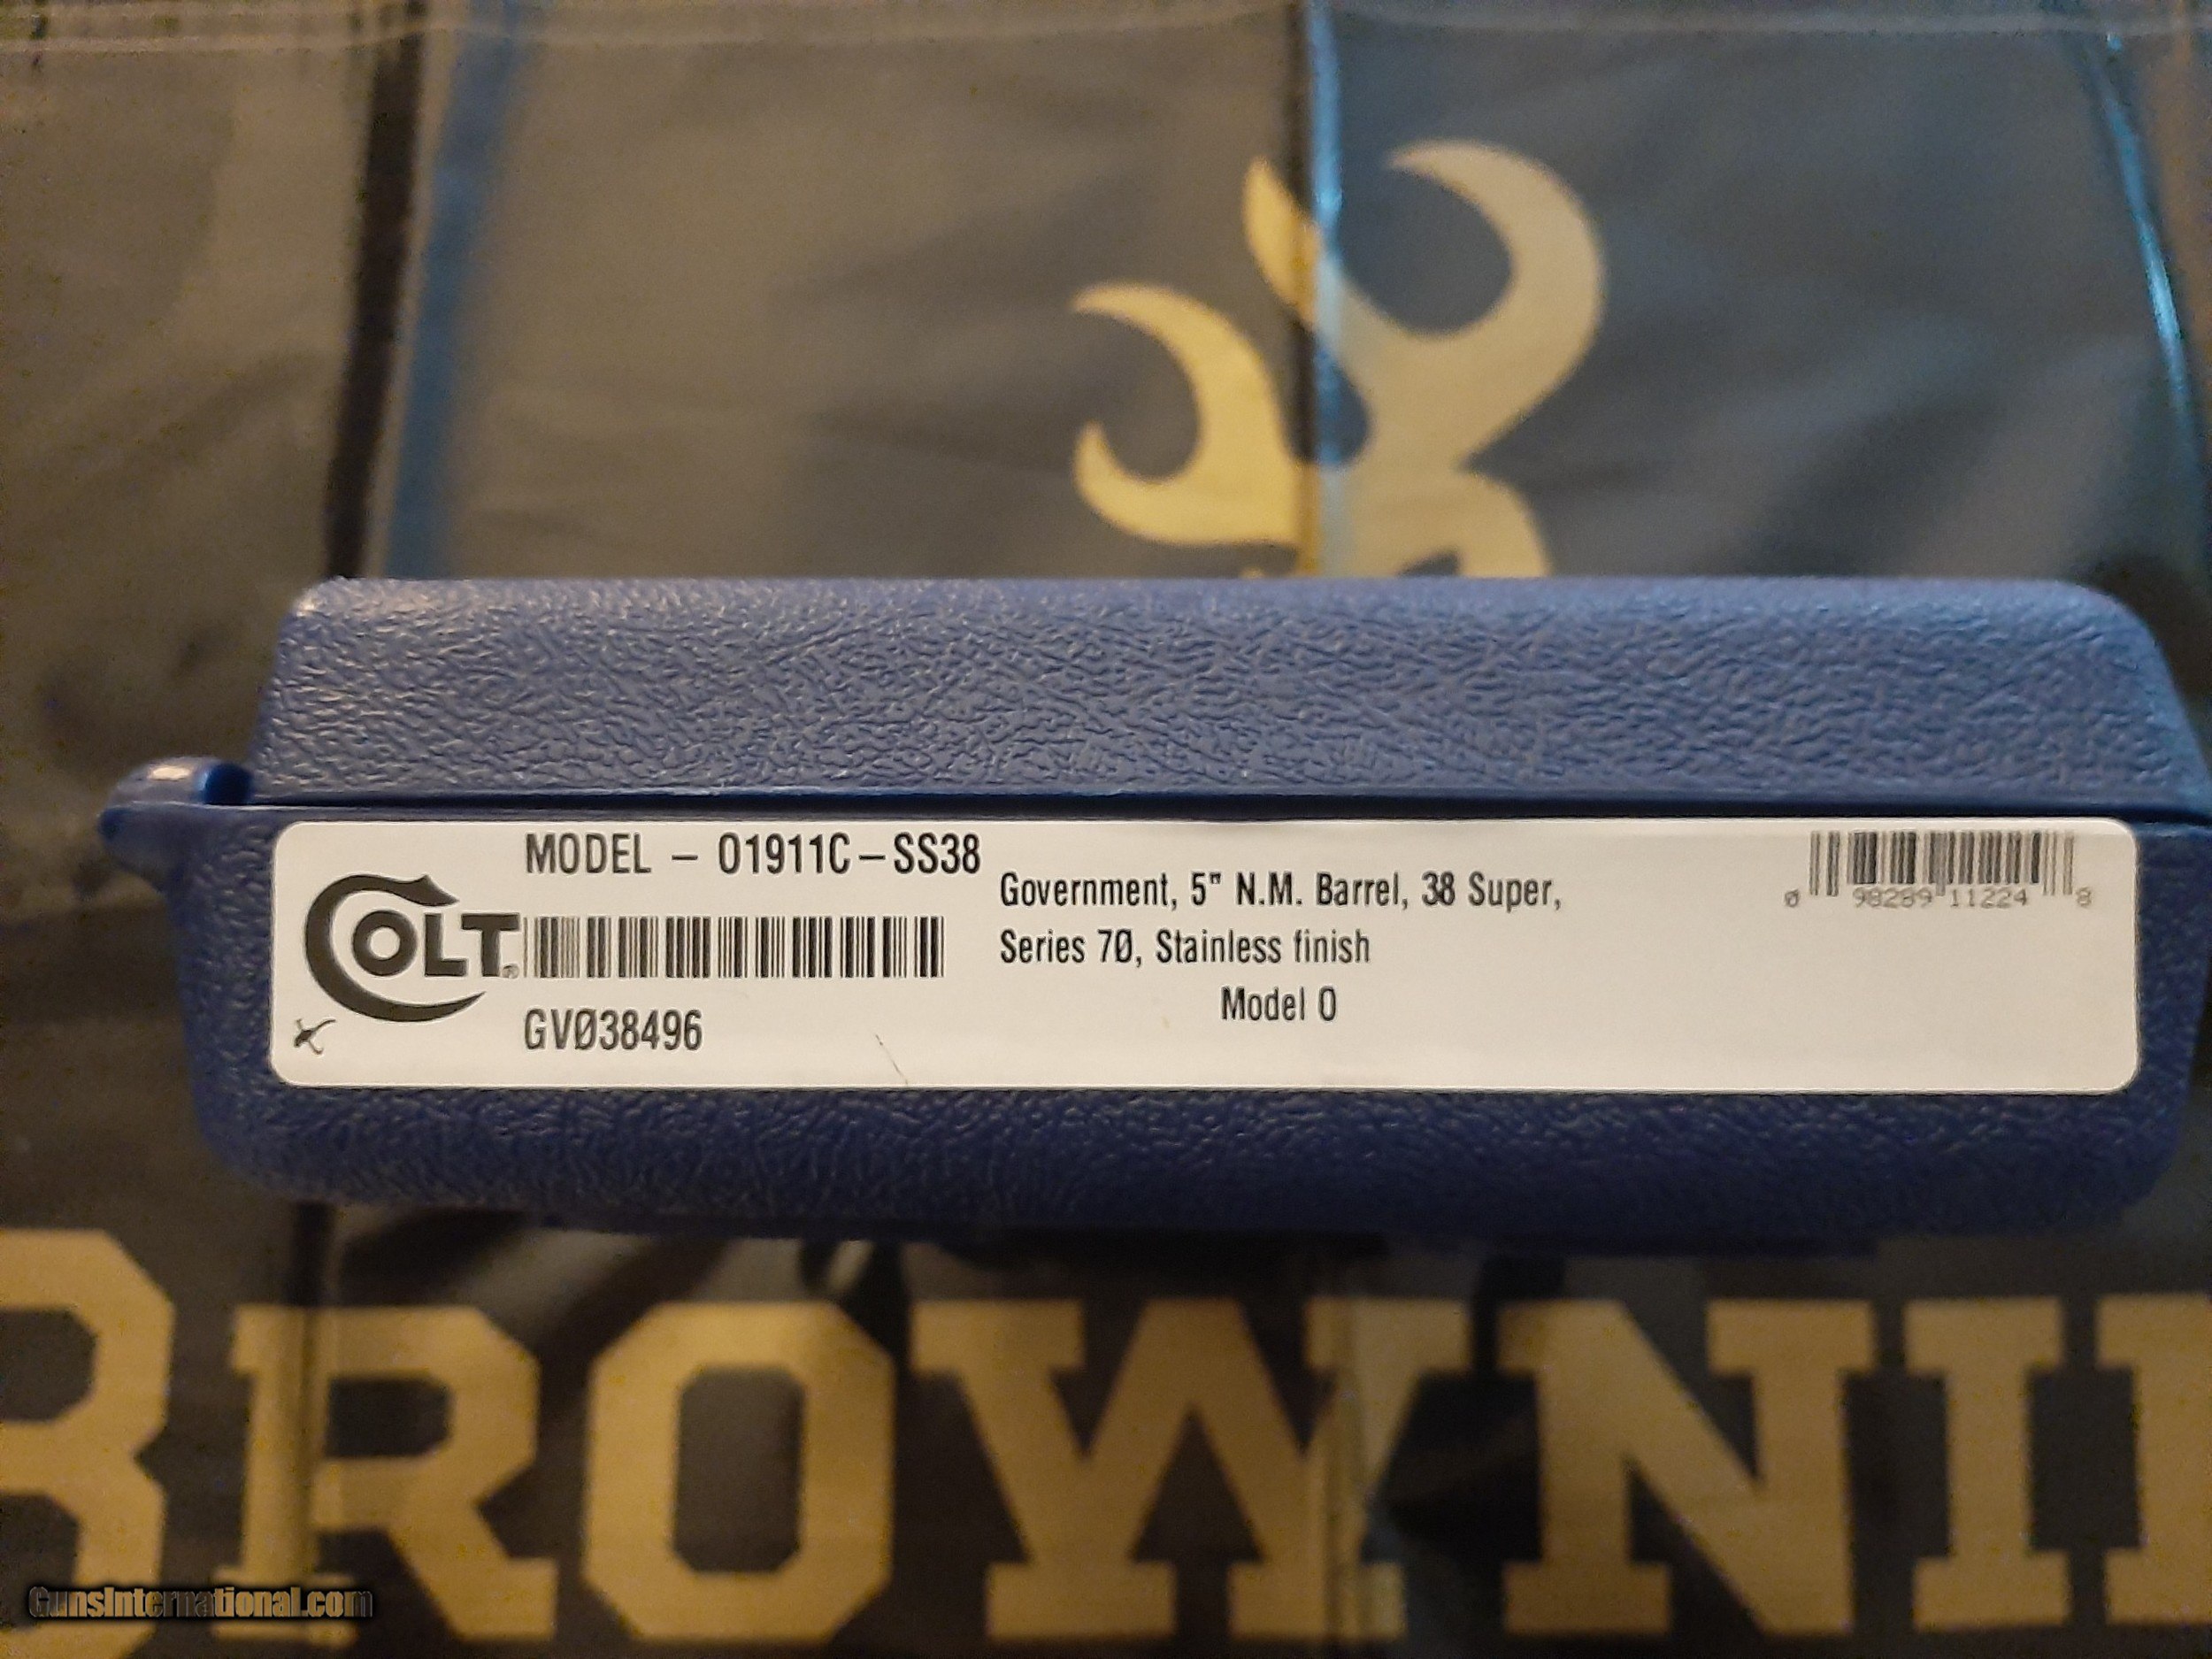 MODEL - O1911C-SS38
COLT®
GVØ38496
Government, 5" N.M. Barrel, 38 Super,
Series 7Ø, Stainless finish
Model O
0 98289 11224 8
BROWNI
GunsInternational.com